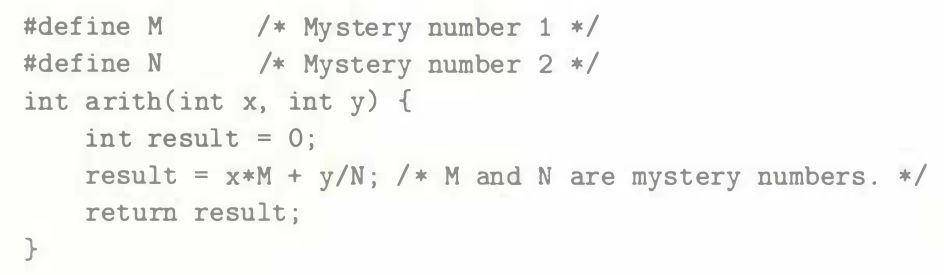 #define M      /* Mystery number 1 */
#define N      /* Mystery number 2 */
int arith(int x, int y) {
    int result = 0;
    result = x*M + y/N; /* M and N are mystery numbers. */
    return result;
}